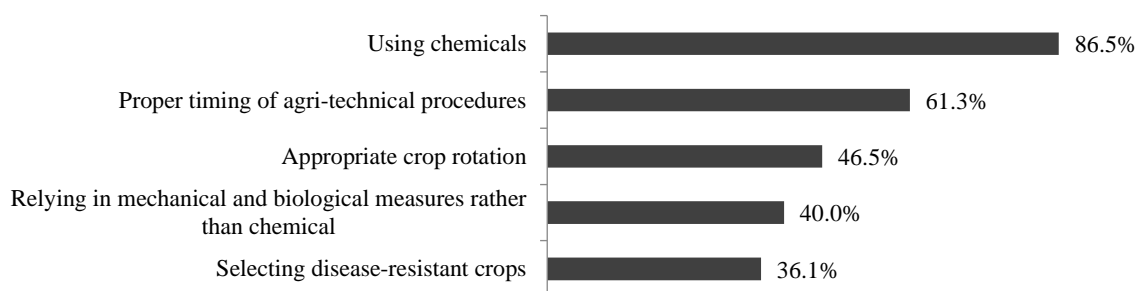 Using chemicals
86.5%
Proper timing of agri-technical procedures
61.3%
Appropriate crop rotation
46.5%
Relying in mechanical and biological measures rather
than chemical
40.0%
Selecting disease-resistant crops
36.1%